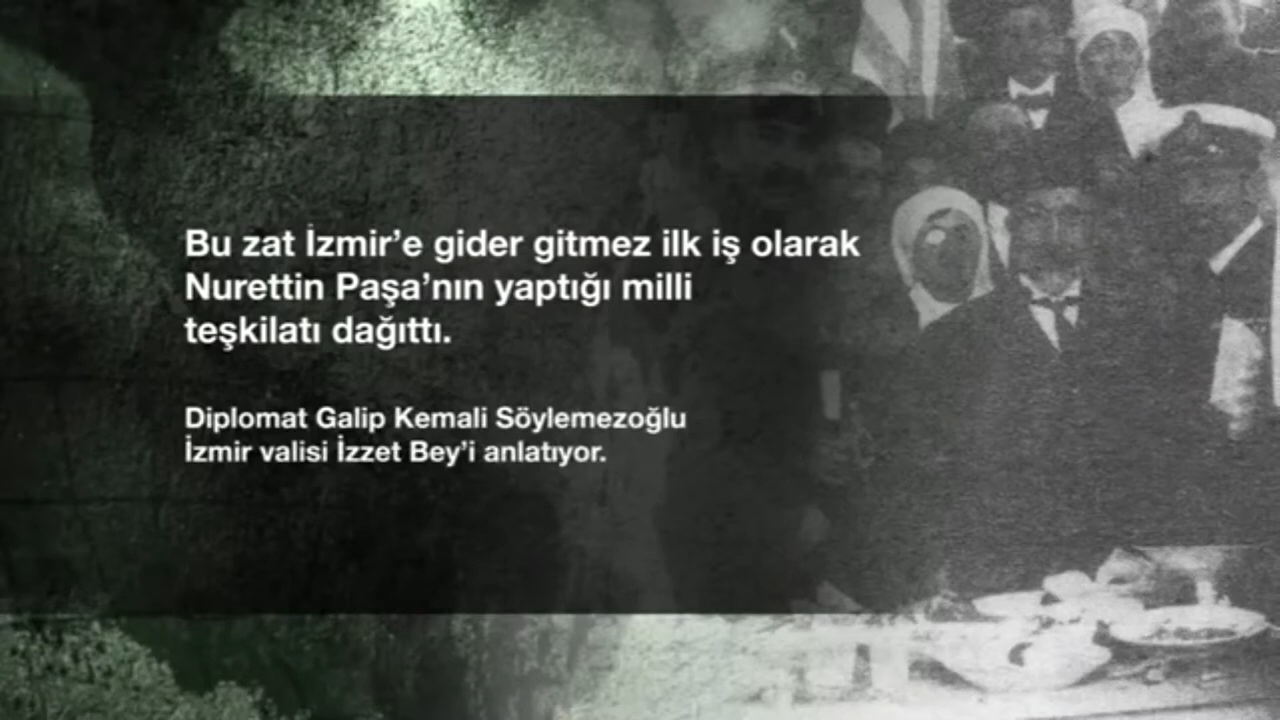 Bu zat İzmir’e gider gitmez ilk iş olarak
Nurettin Paşa’nın yaptığı milli
teşkilatı dağıttı.
Diplomat Galip Kemali Söylemezoğlu
İzmir valisi İzzet Bey’i anlatıyor.